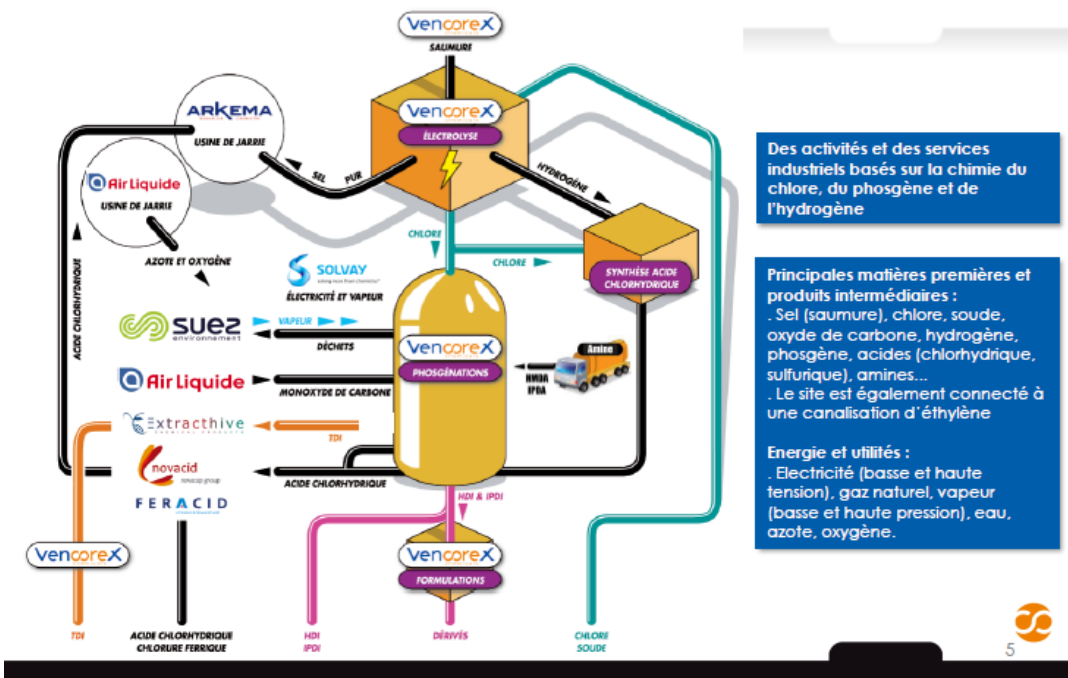 vencorex
SAUMURE
ARKEMA
USINE DE JARRIE
vencorex
ÉLECTROLYSE
Air Liquide
USINE DE JARRIE
SEL PUR
HYDROGÈNE
AZOTE ET OXYGÈNE
ACIDE CHLORHYDRIQUE
CHLORE
CHLORE
SYNTHÈSE ACIDE
CHLORHYDRIQUE
SOLVAY
ÉLECTRICITÉ ET VAPEUR
suez
environnement
VAPEUR
DÉCHETS
vencorex
PHOSGÉNATIONS
Amine
HMDA
IPDA
Air Liquide
MONOXYDE DE CARBONE
Extracthive
TDI
novacid
novacap group
ACIDE CHLORHYDRIQUE
FERACID
HDI & IPDI
vencorex
vencorex
FORMULATIONS
TDI
ACIDE CHLORHYDRIQUE
CHLORURE FERRIQUE
HDI
IPDI
DÉRIVÉS
CHLORE
SOUDE
Des activités et des services
industriels basés sur la chimie du
chlore, du phosgène et de
l'hydrogène
Principales matières premières et
produits intermédiaires :
. Sel (saumure), chlore, soude,
oxyde de carbone, hydrogène,
phosgène, acides (chlorhydrique,
sulfurique), amines...
. Le site est également connecté à
une canalisation d'éthylène
Energie et utilités :
. Electricité (basse et haute
tension), gaz naturel, vapeur
(basse et haute pression), eau,
azote, oxygène.
5